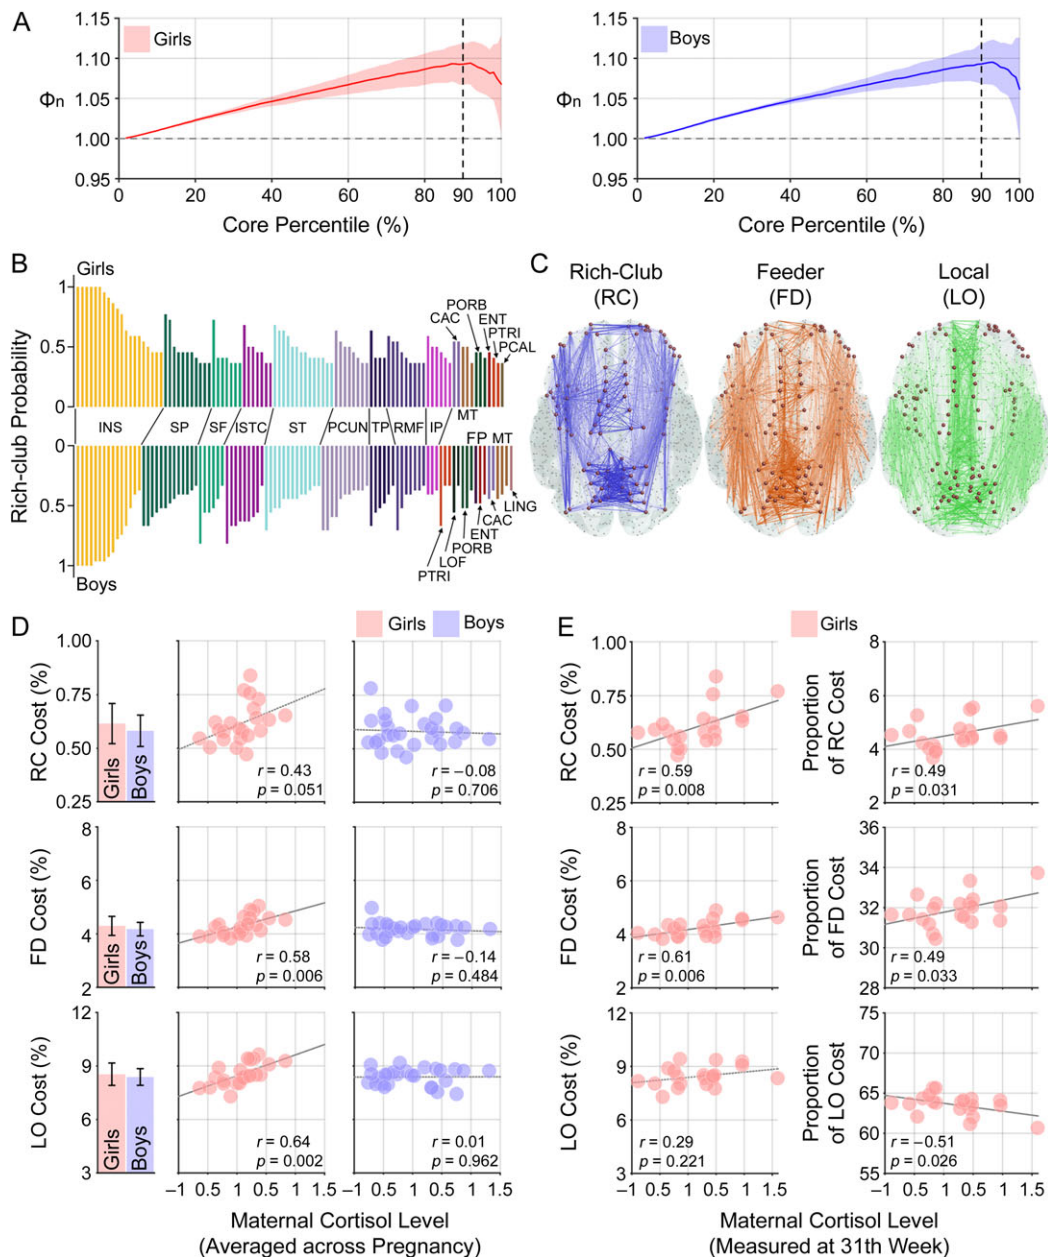 A
1.15
1.10
Φn
1.05
1.00
0.95
Girls
0 20 40 60 80 90 100
Core Percentile (%)
1.15
1.10
Φn
1.05
1.00
0.95
Boys
0 20 40 60 80 90 100
Core Percentile (%)
B
Girls
1
0.5
0
Rich-club Probability
CAC
PORB
ENT
PTRI
PCAL
INS SP SF ISTC ST PCUN TP RMF IP MT
0
0.5
1
Boys
FP MT
LING
CAC
ENT
PORB
LOF
PTRI
C
Rich-Club
(RC)
Feeder
(FD)
Local
(LO)
D
Girls Boys
1.00
0.75
0.50
0.25
RC Cost (%)
Girls
Boys
r = 0.43
p = 0.051
r = −0.08
p = 0.706
8
6
4
2
FD Cost (%)
Girls
Boys
r = 0.58
p = 0.006
r = −0.14
p = 0.484
12
9
6
3
LO Cost (%)
Girls
Boys
r = 0.64
p = 0.002
r = 0.01
p = 0.962
−1 0.5 1 0.5 1 1.5
−1 0.5 1 0.5 1 1.5
Maternal Cortisol Level
(Averaged across Pregnancy)
E
Girls
1.00
0.75
0.50
0.25
RC Cost (%)
r = 0.59
p = 0.008
8
6
4
2
Proportion
of RC Cost
r = 0.49
p = 0.031
8
6
4
2
FD Cost (%)
r = 0.61
p = 0.006
36
34
32
30
28
Proportion
of FD Cost
r = 0.49
p = 0.033
12
9
6
3
LO Cost (%)
r = 0.29
p = 0.221
75
70
65
60
55
Proportion
of LO Cost
r = −0.51
p = 0.026
−1 0.5 1 0.5 1 1.5
−1 0.5 1 0.5 1 1.5
Maternal Cortisol Level
(Measured at 31th Week)